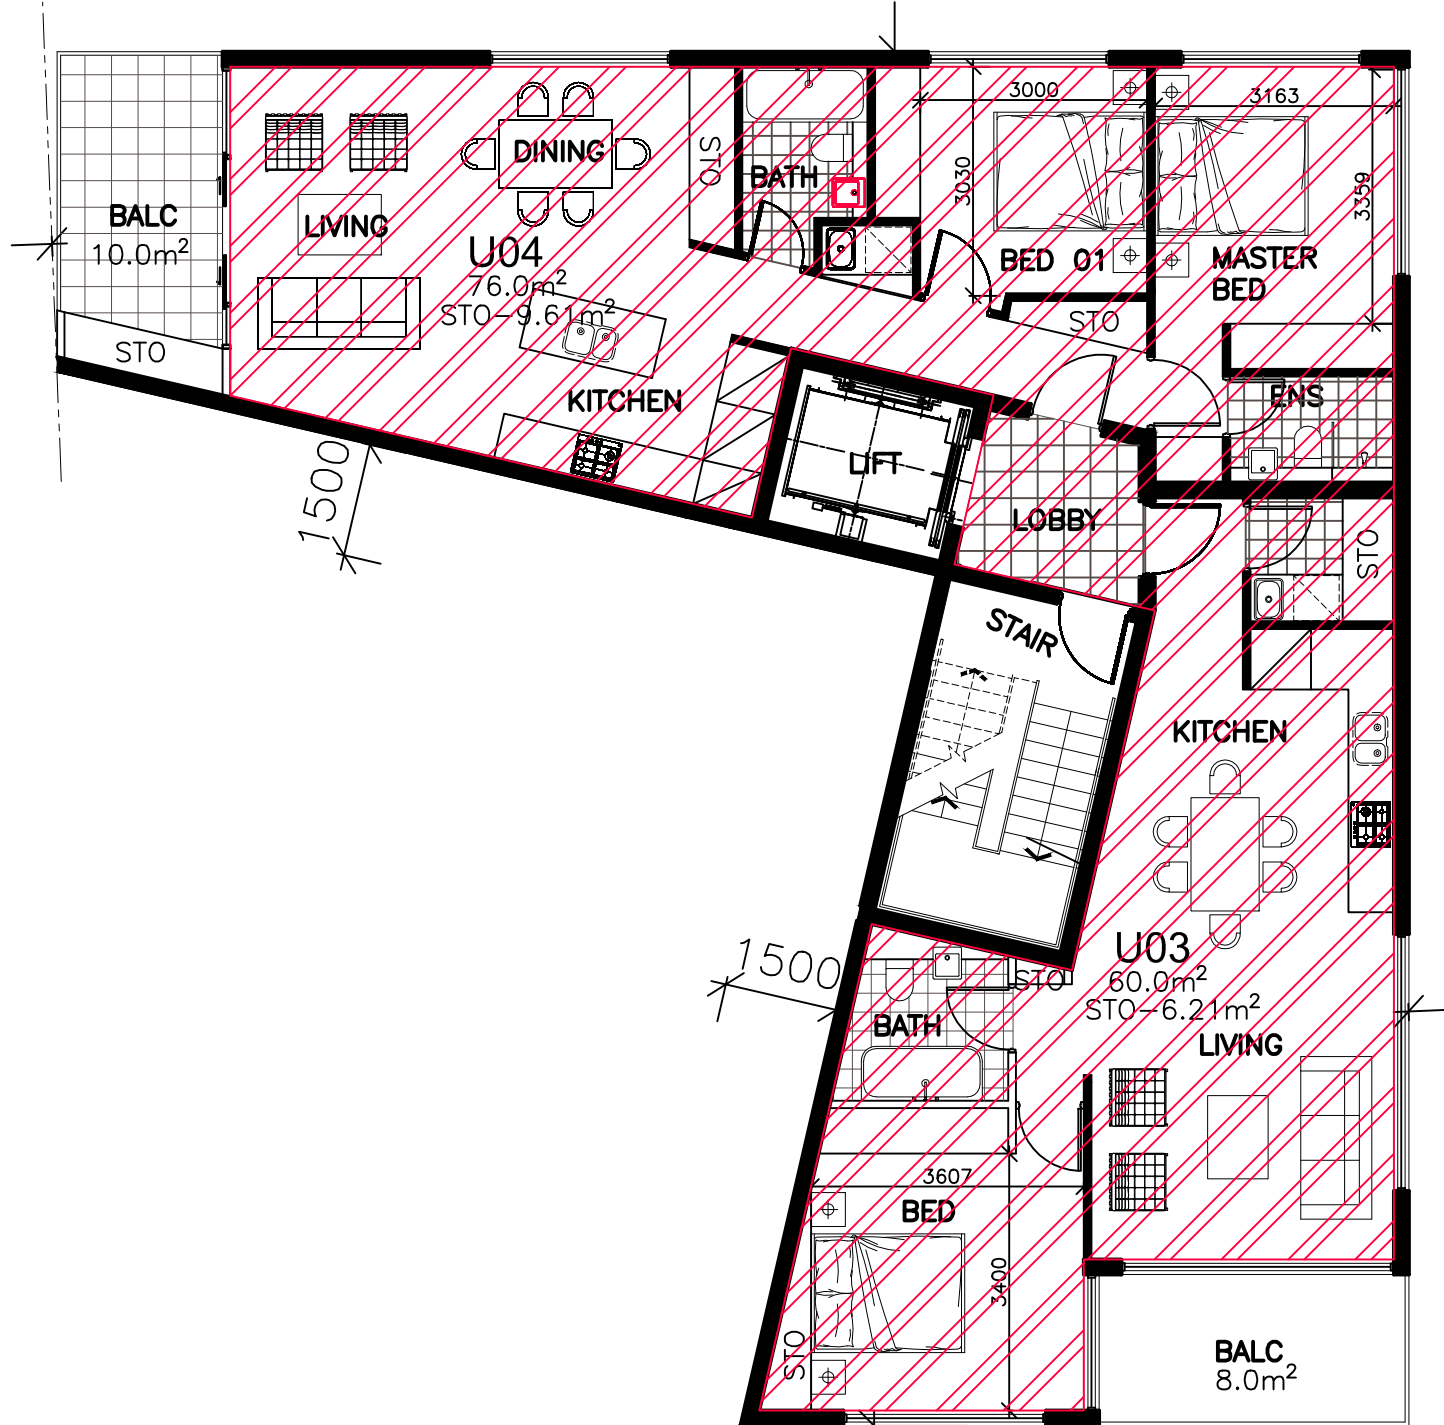 3000
3163
DINING
STO
BATH
3030
3359
BALC
10.0m²
LIVING
U04
76.0m²
STO-9.61m²
BED 01
MASTER
BED
STO
STO
KITCHEN
ENS
1500
LIFT
LOBBY
STO
STAIR
KITCHEN
1500
U03
60.0m²
STO-6.21m²
STO
BATH
LIVING
3607
BED
3400
STO
BALC
8.0m²